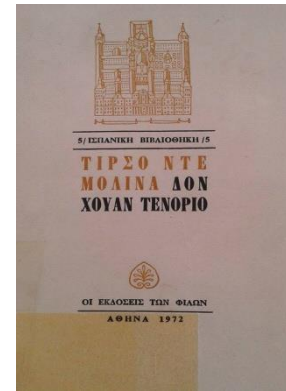 5/ΙΣΠΑΝΙΚΗ ΒΙΒΛΙΟΘΗΚΗ/5
ΤΙΡΣΟ ΝΤΕ
ΜΟΛΙΝΑ ΔΟΝ
ΧΟΥΑΝ ΤΕΝΟΡΙΟ
ΟΙ ΕΚΔΟΣΕΙΣ ΤΩΝ ΦΙΛΩΝ
ΑΘΗΝΑ 1972